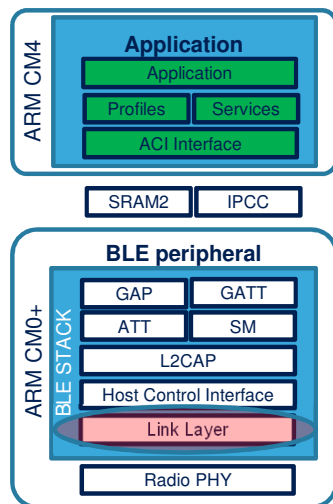 ARM CM4
Application
Application
Profiles Services
ACI Interface
SRAM2 IPCC
ARM CM0+
BLE peripheral
BLE STACK
GAP GATT
ATT SM
L2CAP
Host Control Interface
Link Layer
Radio PHY